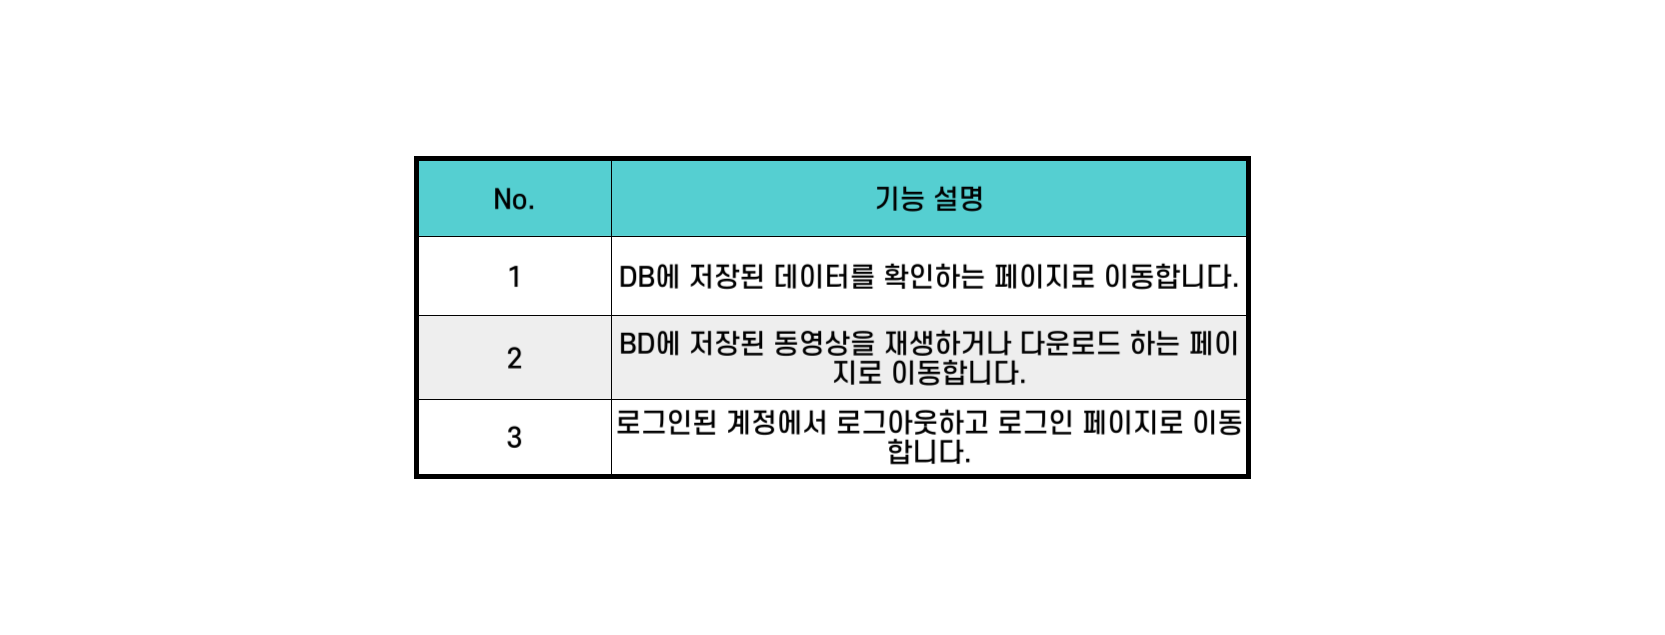 No. 기능 설명
1 DB에 저장된 데이터를 확인하는 페이지로 이동합니다.
2 BD에 저장된 동영상을 재생하거나 다운로드 하는 페이
지로 이동합니다.
3 로그인된 계정에서 로그아웃하고 로그인 페이지로 이동
합니다.